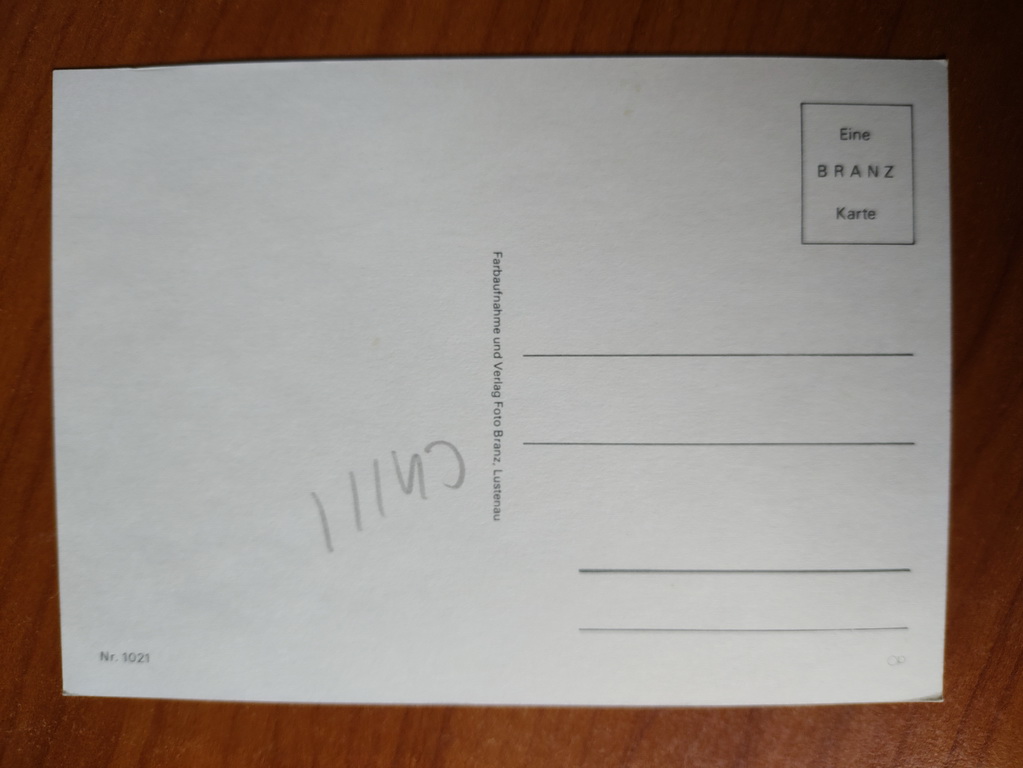 Eine
BRANZ
Karte
Farbaufnahme und Verlag Foto Branz, Lustenau
Nr. 1021